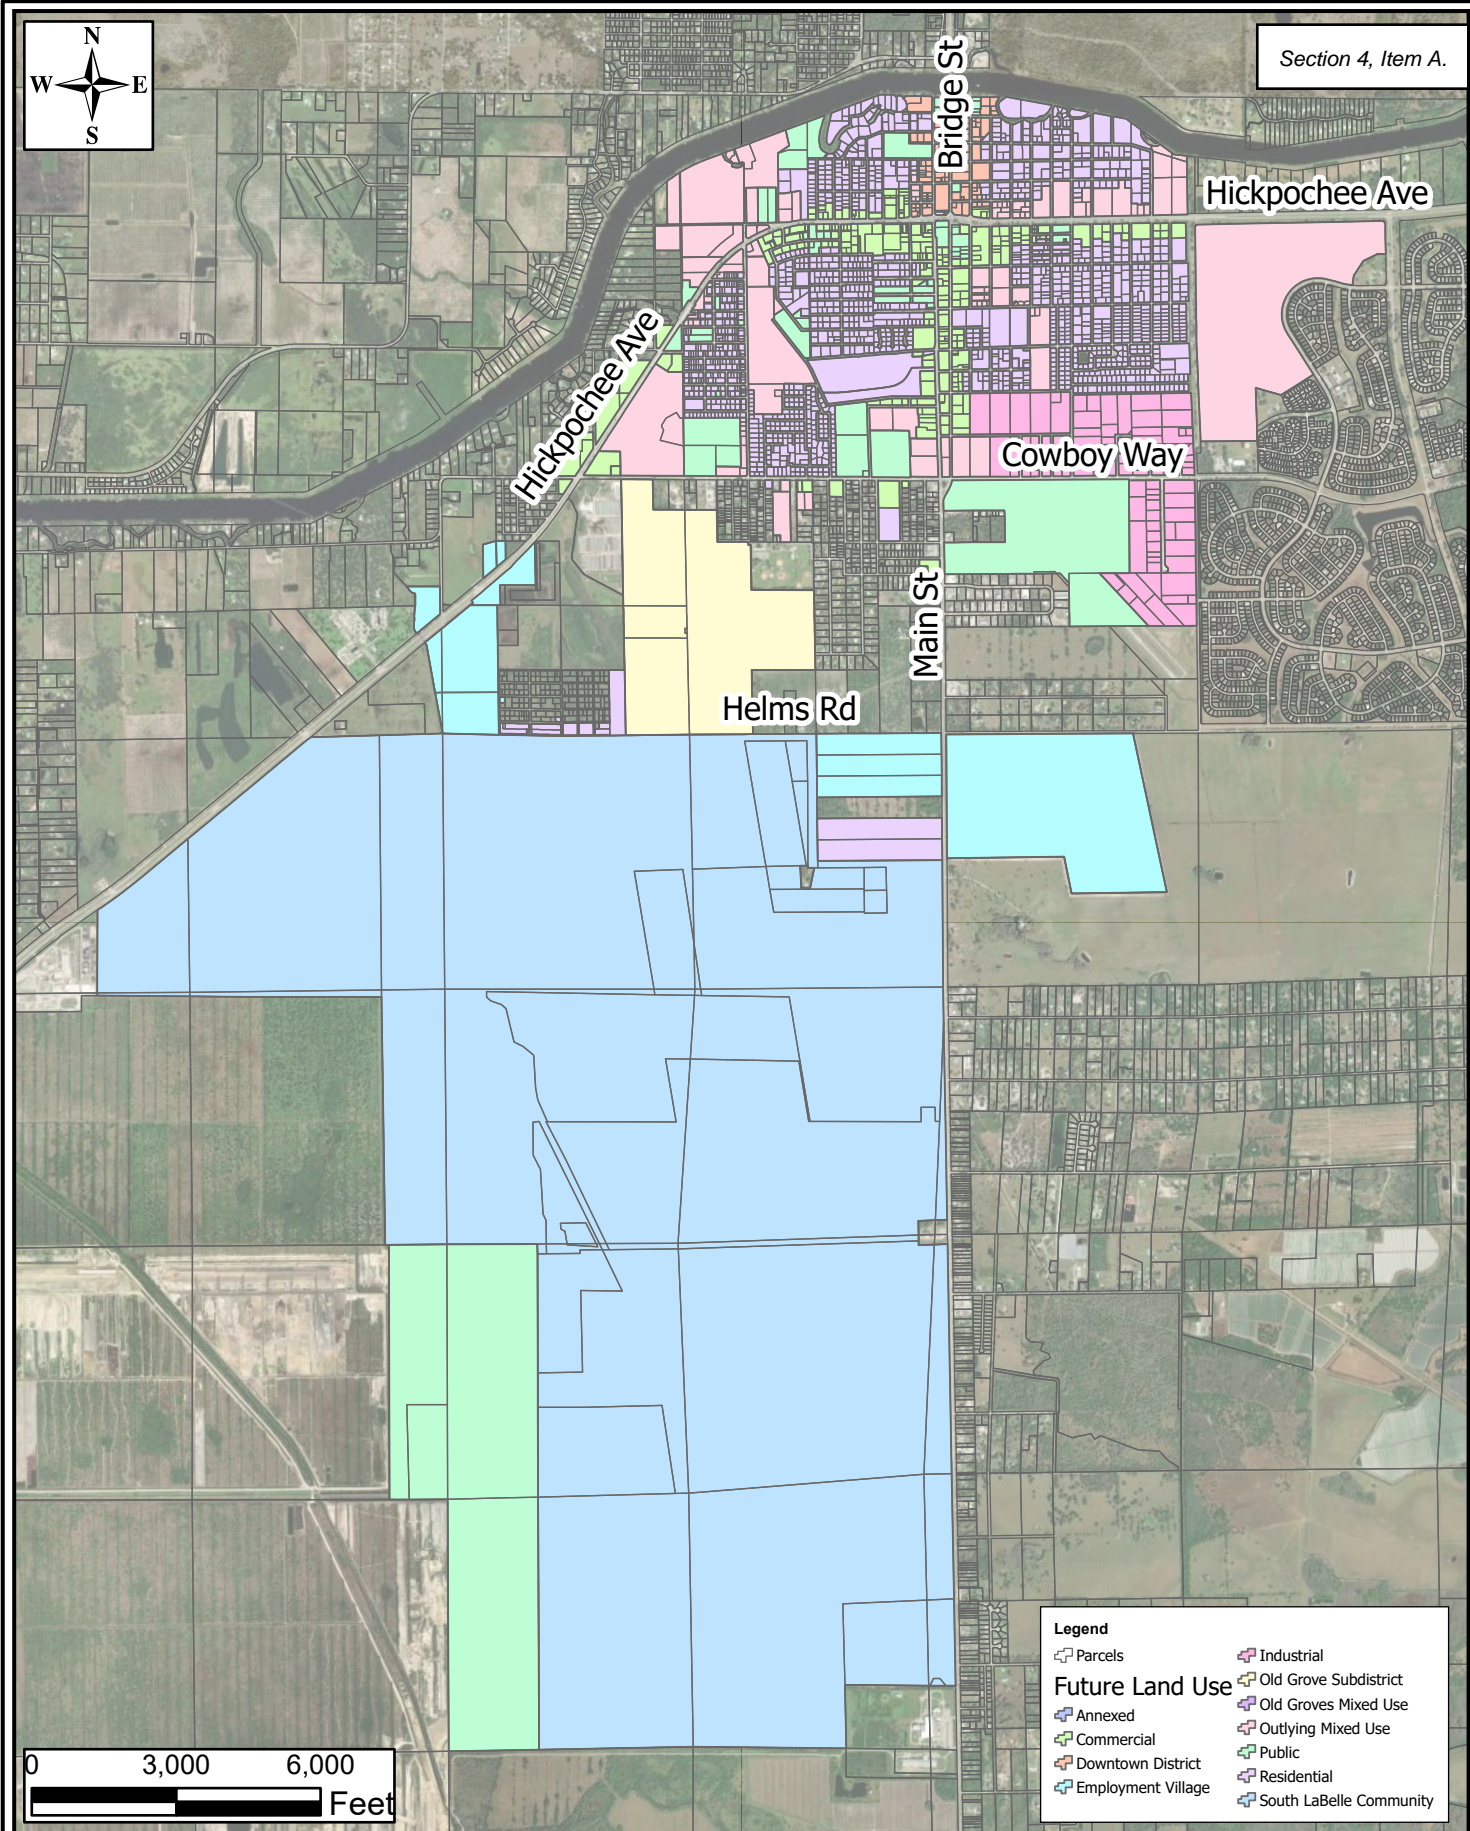 N
W E
S
Section 4, Item A.
Bridge St
Hickpochee Ave
Hickpochee Ave
Cowboy Way
Main St
Helms Rd
Legend
Parcels
Future Land Use
Annexed
Commercial
Downtown District
Employment Village
Industrial
Old Grove Subdistrict
Old Groves Mixed Use
Outlying Mixed Use
Public
Residential
South LaBelle Community
0 3,000 6,000
Feet